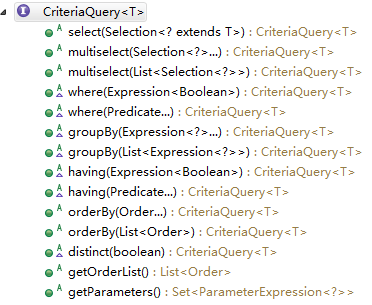 CriteriaQuery<T>
select(Selection<? extends T>) : CriteriaQuery<T>
multiselect(Selection<?>...) : CriteriaQuery<T>
multiselect(List<Selection<?>>) : CriteriaQuery<T>
where(Expression<Boolean>) : CriteriaQuery<T>
where(Predicate...) : CriteriaQuery<T>
groupBy(Expression<?>...) : CriteriaQuery<T>
groupBy(List<Expression<?>>) : CriteriaQuery<T>
having(Expression<Boolean>) : CriteriaQuery<T>
having(Predicate...) : CriteriaQuery<T>
orderBy(Order...) : CriteriaQuery<T>
orderBy(List<Order>) : CriteriaQuery<T>
distinct(boolean) : CriteriaQuery<T>
getOrderList() : List<Order>
getParameters() : Set<ParameterExpression<?>>